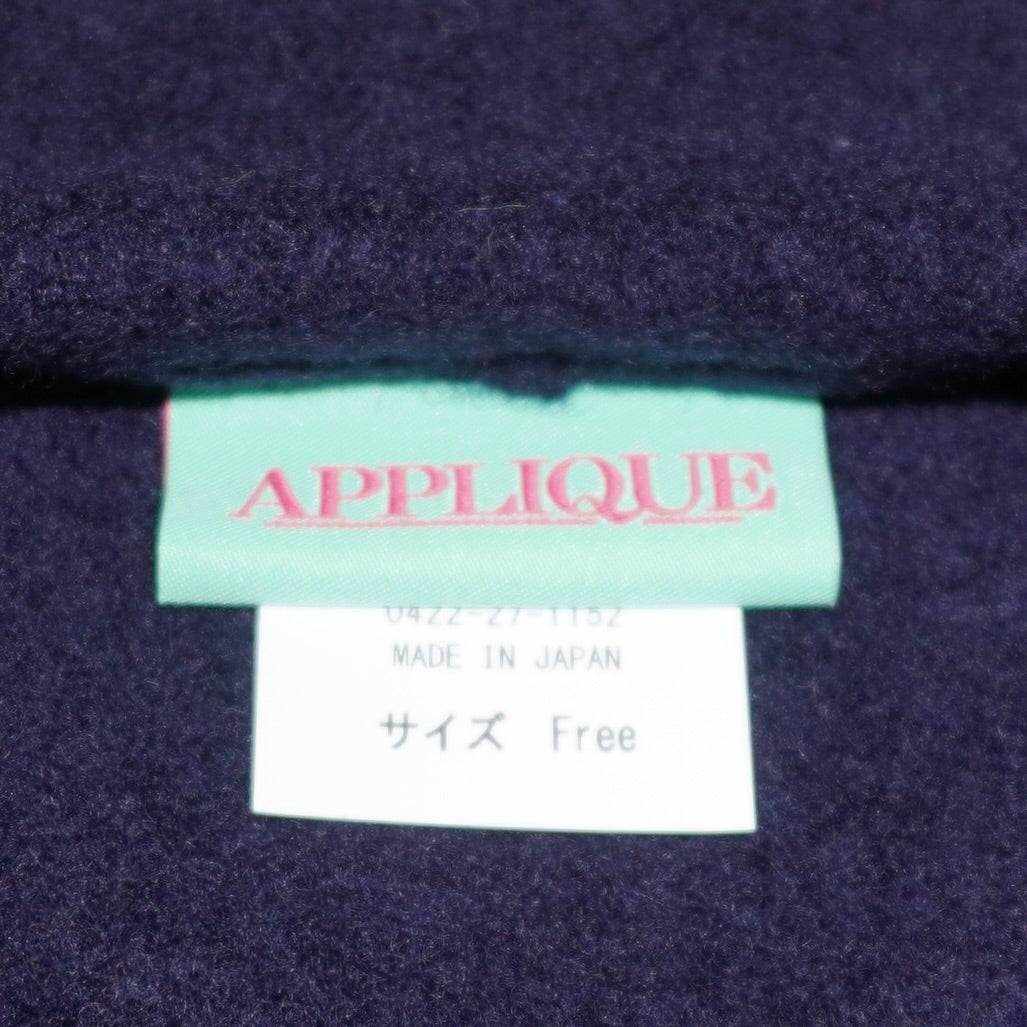 APPLIQUE
0422-27-1152
MADE IN JAPAN
サイズ Free